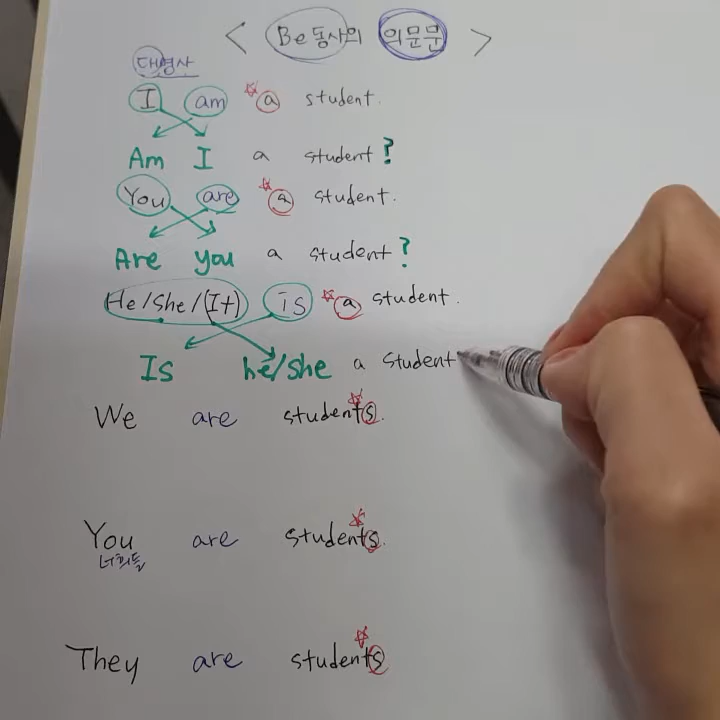 < Be동사의 의문문 >
대명사
I am a student.
Am I a student?
You are a student.
Are you a student?
He/She/(It) is a student.
Is he/she a student
We are students.
You are students.
너희들
They are students